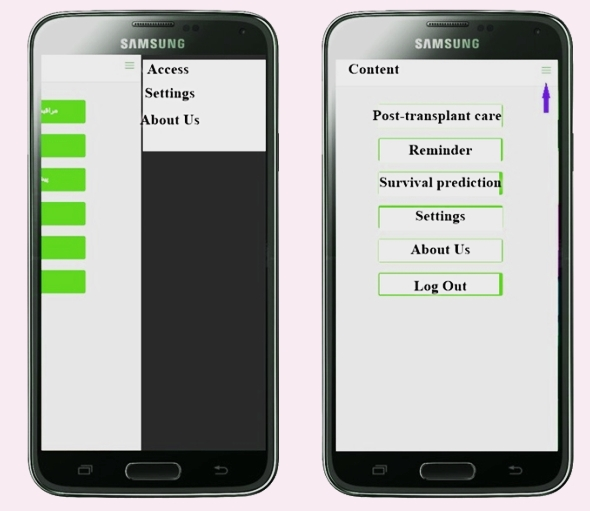 SAMSUNG
Access
Settings
About Us
SAMSUNG
Content
Post-transplant care
Reminder
Survival prediction
Settings
About Us
Log Out